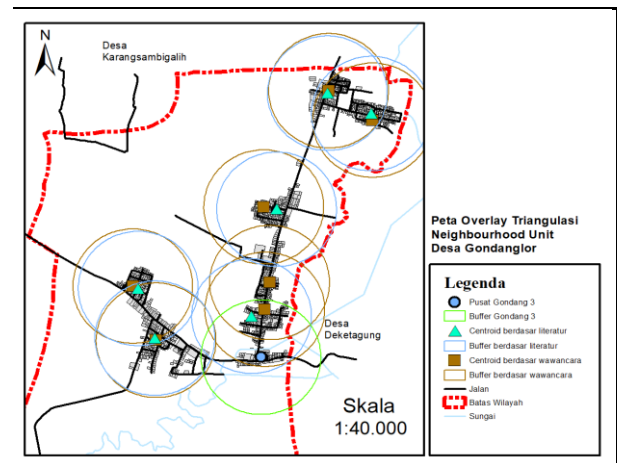 N
Desa
Karangsambigalih
Desa
Deketagung
Skala
1:40.000
Peta Overlay Triangulasi
Neighbourhood Unit
Desa Gondanglor
Legenda
Pusat Gondang 3
Buffer Gondang 3
Centroid berdasar literatur
Buffer berdasar literatur
Centroid berdasar wawancara
Buffer berdasar wawancara
Jalan
Batas Wilayah
Sungai